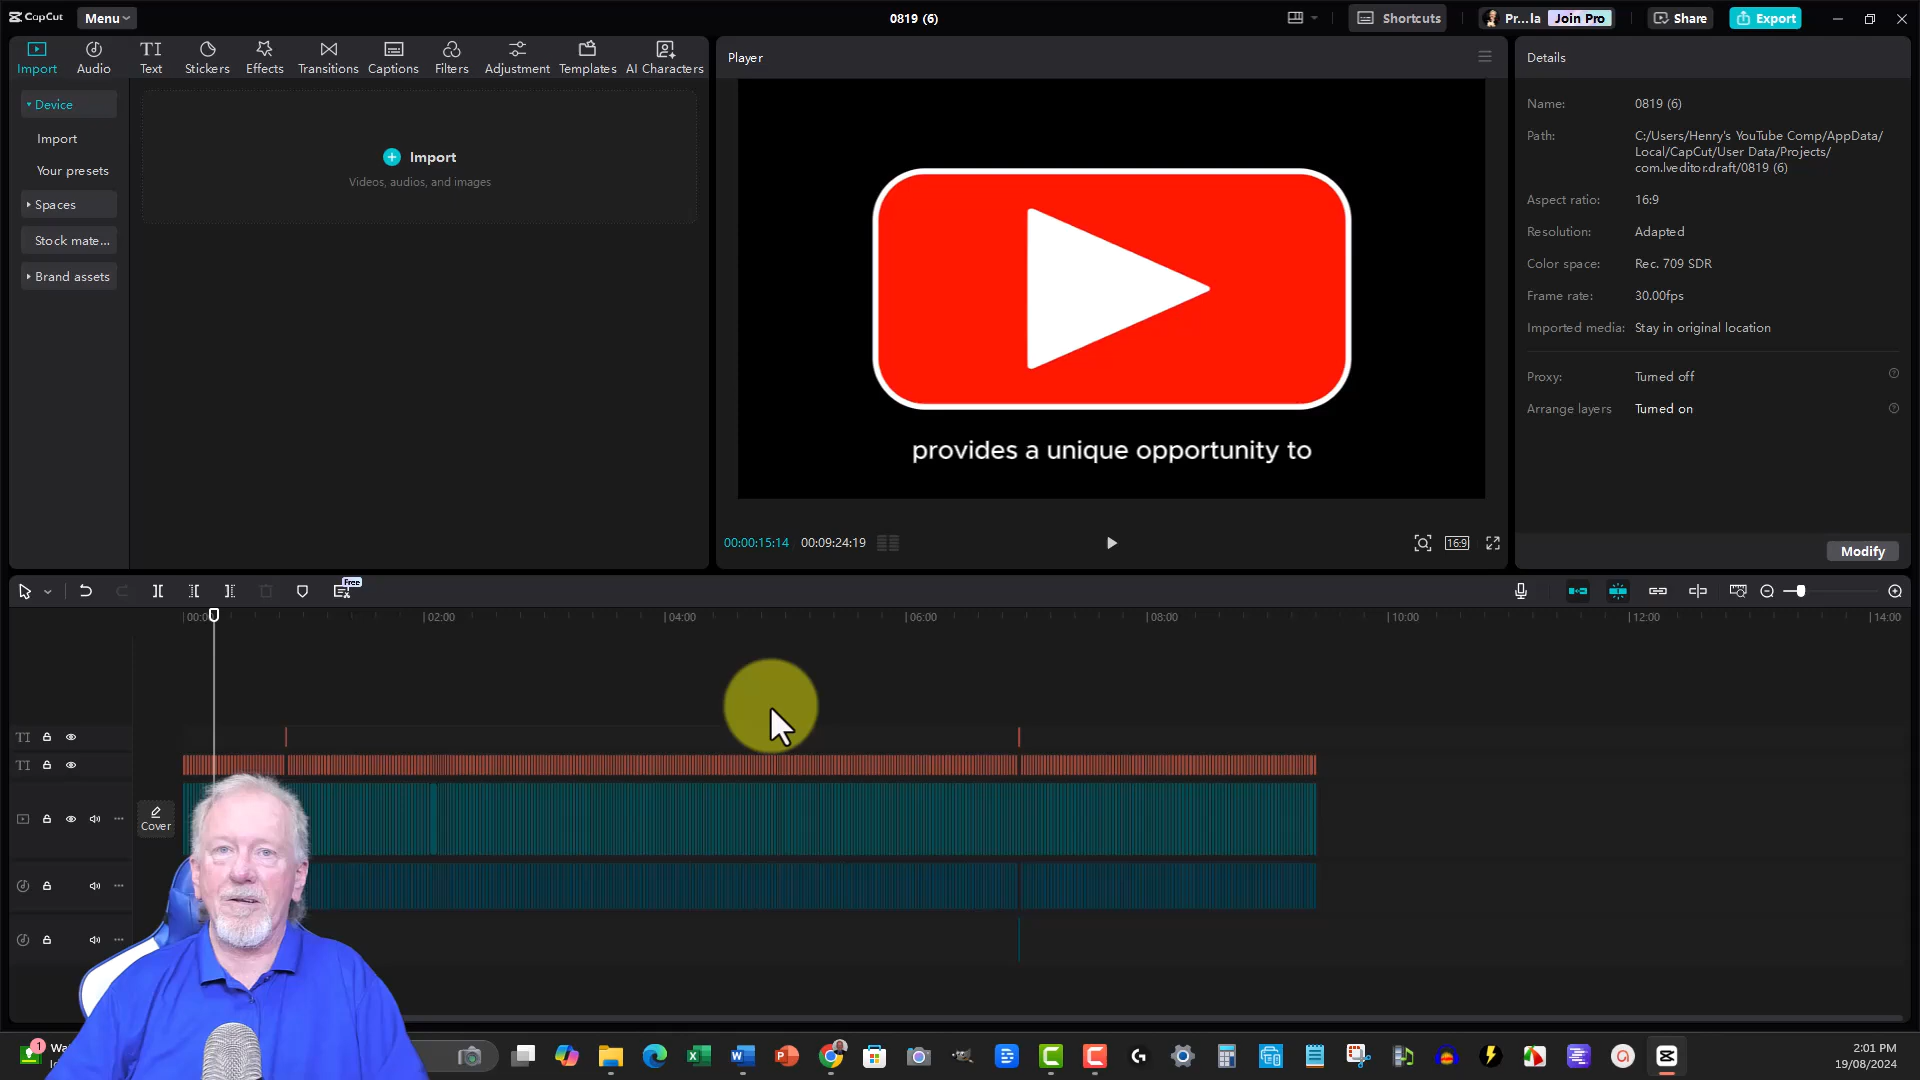 CapCut Menu 0819 (6) Shortcuts Pr...la Join Pro Share Export
Import Audio TI Text Stickers Effects Transitions Captions Filters Adjustment Templates AI Characters
Player
Details
Device
Import
Your presets
Spaces
Stock mate...
Brand assets
Import
Videos, audios, and images
provides a unique opportunity to
00:00:15:14 00:09:24:19
16:9
Name: 0819 (6)
Path: C:/Users/Henry's YouTube Comp/AppData/
Local/CapCut/User Data/Projects/
com.lveditor.draft/0819 (6)
Aspect ratio: 16:9
Resolution: Adapted
Color space: Rec. 709 SDR
Frame rate: 30.00fps
Imported media: Stay in original location
Proxy: Turned off
Arrange layers Turned on
Modify
Free
00:0 02:00 04:00 06:00 08:00 10:00 12:00 14:00
TI
TI
Cover
1
2:01 PM
19/08/2024